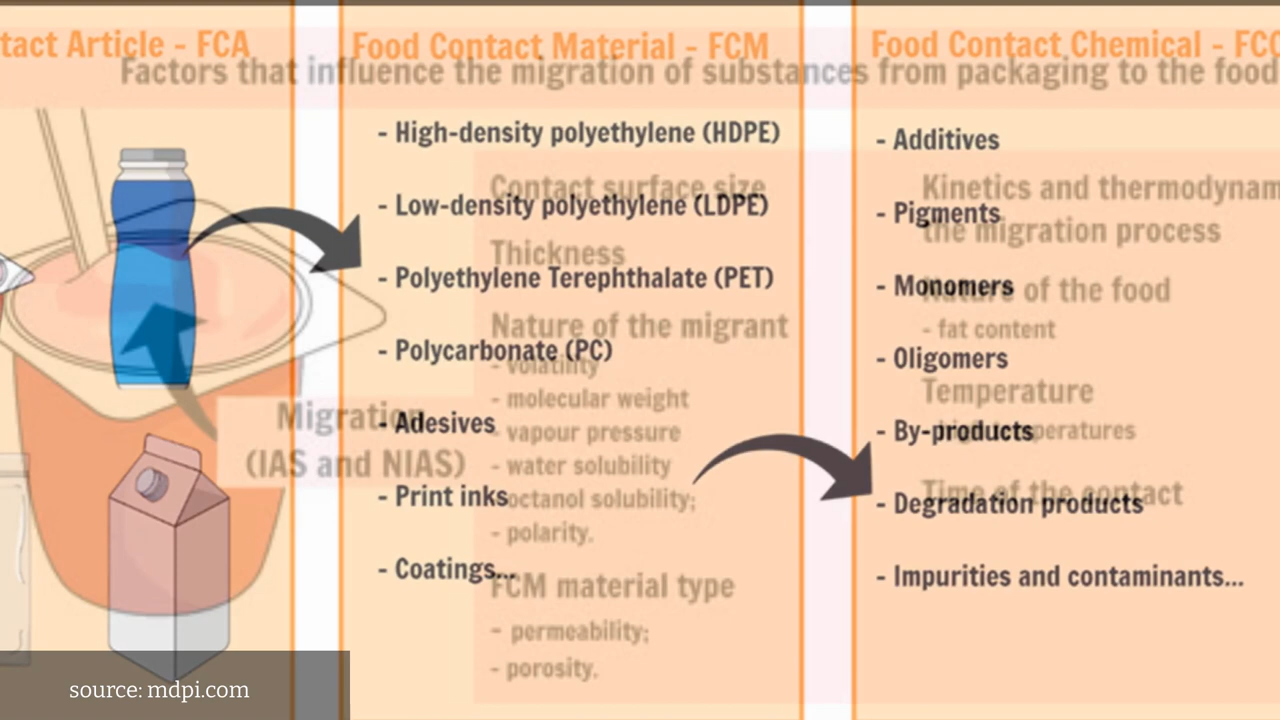 tact Article - FCA
Food Contact Material - FCM
Food Contact Chemical - FCC
Factors that influence the migration of substances from packaging to the food
- High-density polyethylene (HDPE)
- Low-density polyethylene (LDPE)
- Polyethylene Terephthalate (PET)
- Polycarbonate (PC)
- Adesives
- Print inks
- Coatings...
- Additives
- Pigments
- Monomers
- Oligomers
- By-products
- Degradation products
- Impurities and contaminants...
Migration
(IAS and NIAS)
Contact surface size
Thickness
Nature of the migrant
- volatility
- molecular weight
- vapour pressure
- water solubility
octanol solubility;
- polarity.
FCM material type
- permeability;
- porosity.
Kinetics and thermodynam
the migration process
Nature of the food
- fat content
Temperature
temperatures
Time of the contact
source: mdpi.com